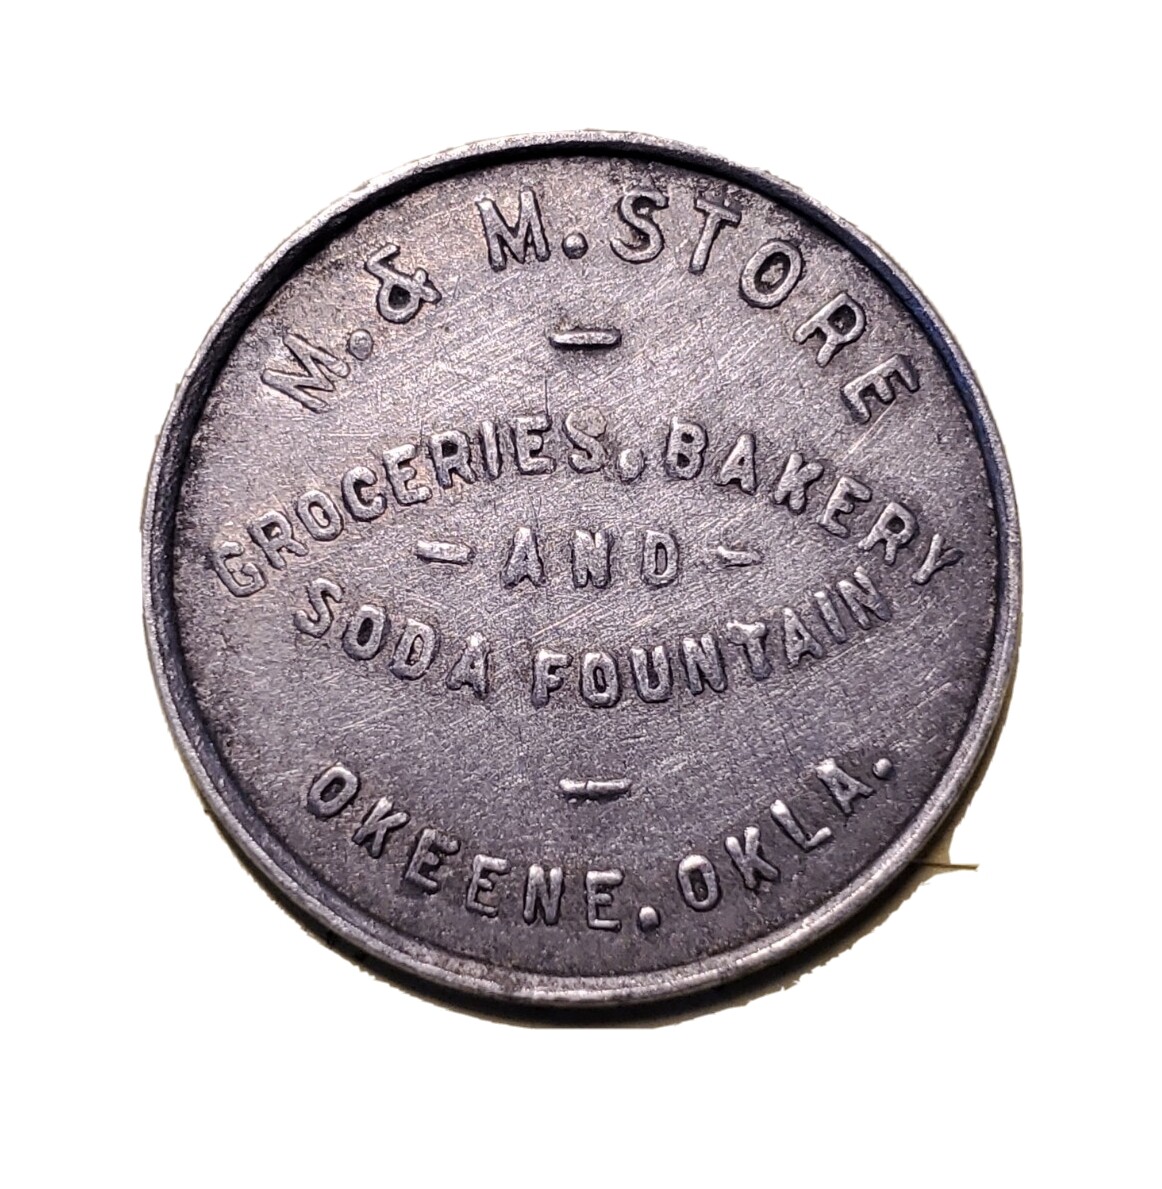 M. & M. STORE
GROCERIES, BAKERY
- AND -
SODA FOUNTAIN
OKEENE, OKLA.